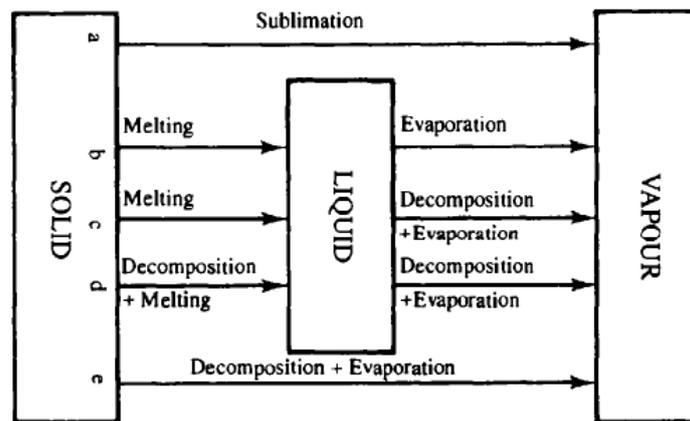 a
Sublimation
SOLID
b
Melting
LIQUID
Evaporation
VAPOUR
c
Melting
Decomposition
+Evaporation
d
Decomposition
+ Melting
Decomposition
+Evaporation
e
Decomposition + Evaporation